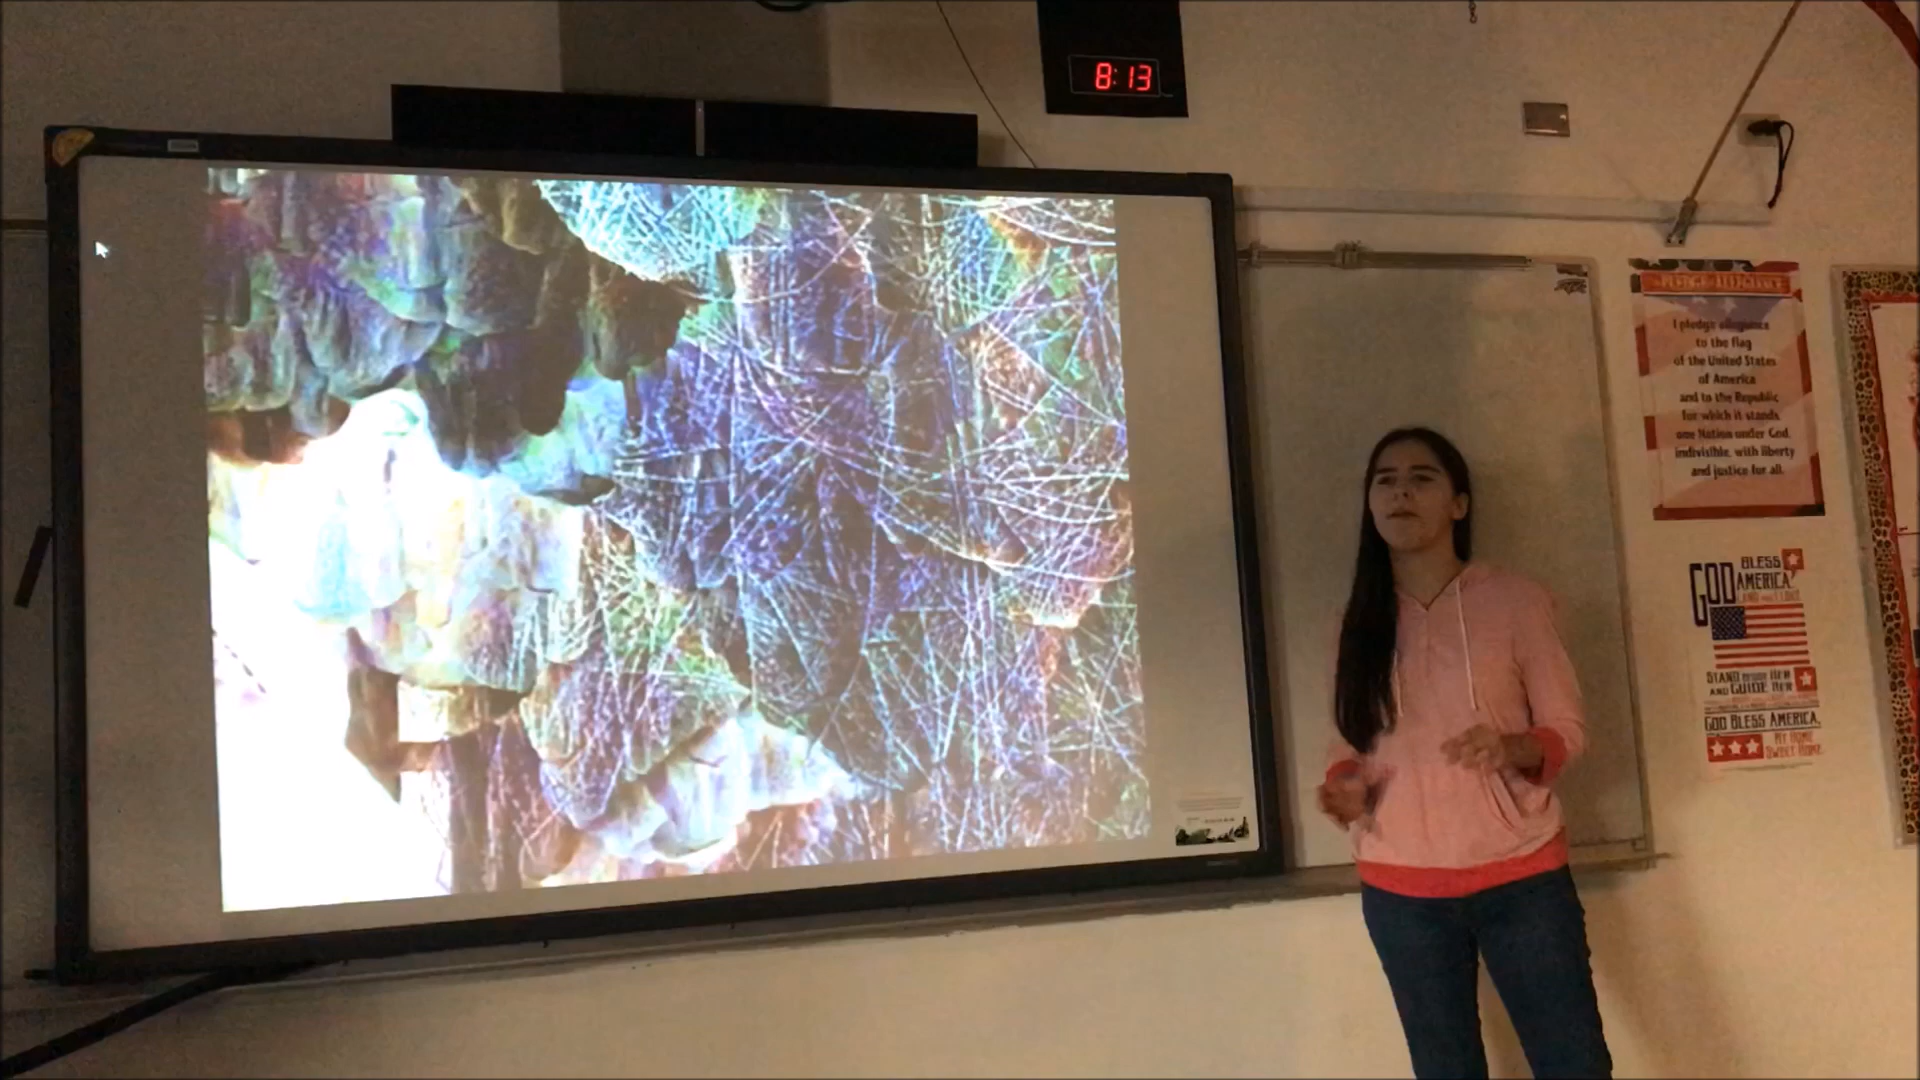 8:13
PLEDGE ALLEGIANCE
I pledge allegiance
to the flag
of the United States
of America
and to the Republic
for which it stands,
one Nation under God,
indivisible, with liberty
and justice for all.
GOD BLESS
AMERICA,
STAND BESIDE HER
AND GUIDE HER
GOD BLESS AMERICA,
MY HOME
SWEET HOME.